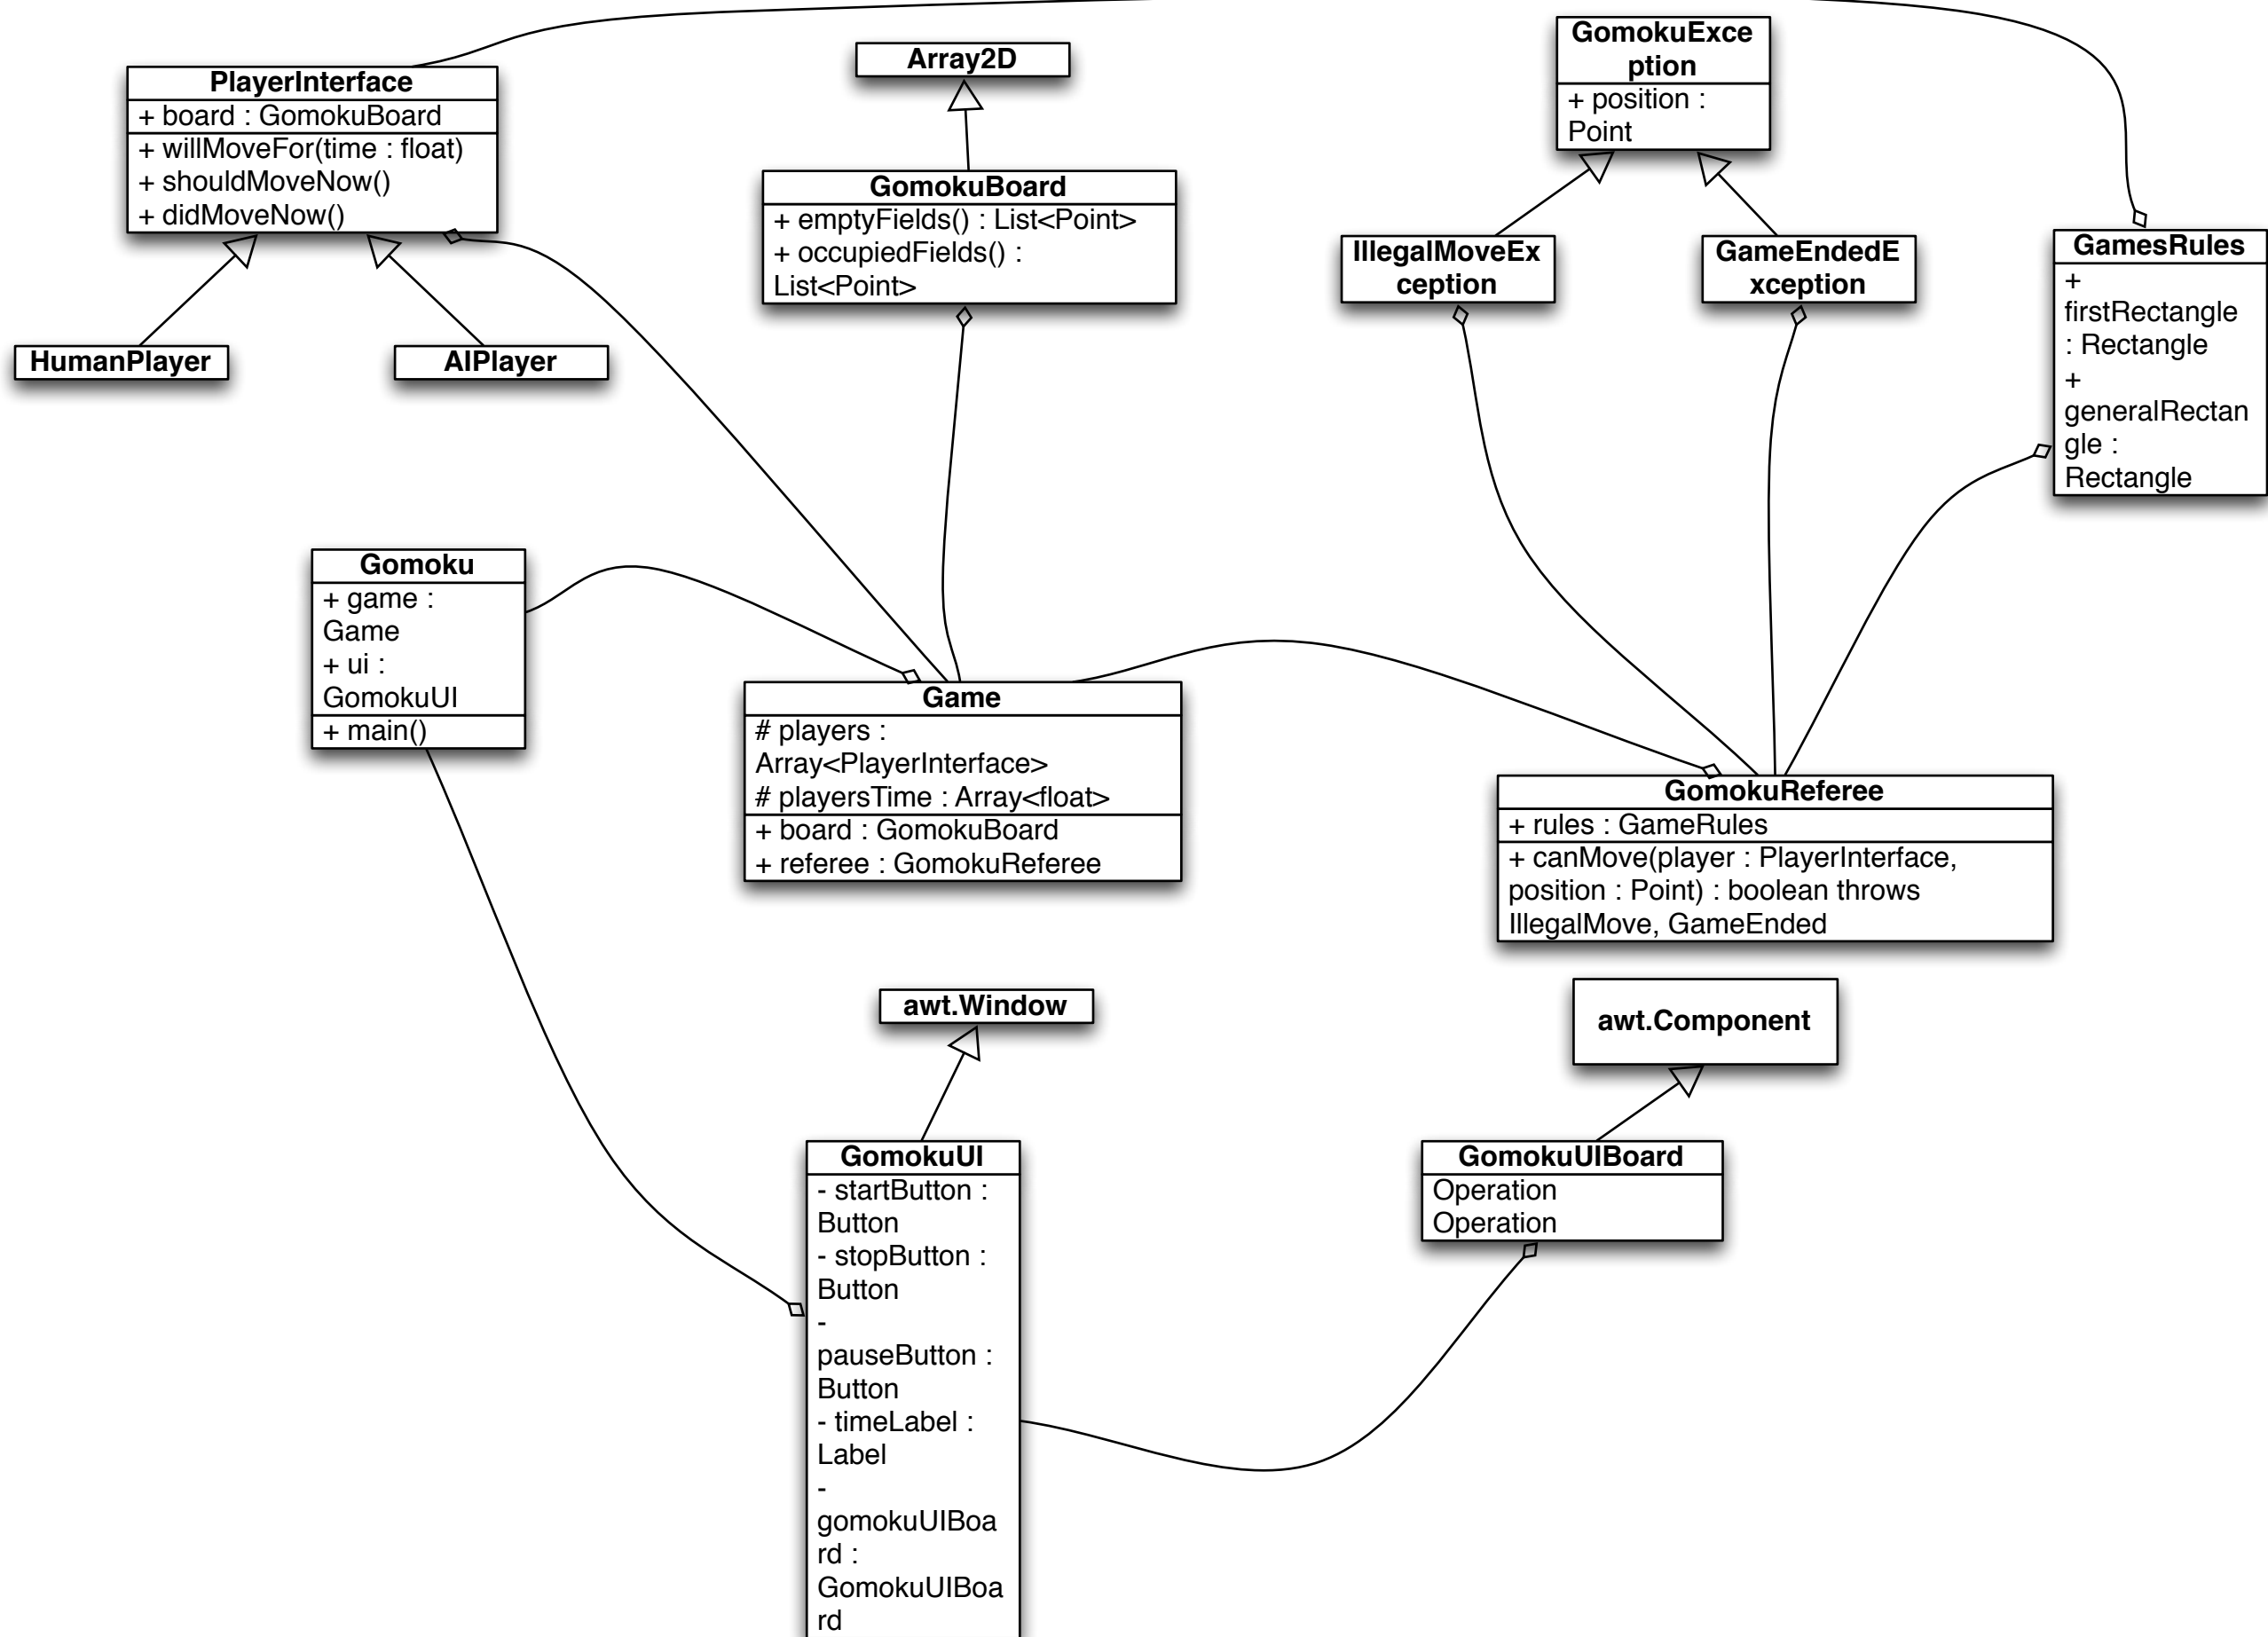 PlayerInterface
+ board : GomokuBoard
+ willMoveFor(time : float)
+ shouldMoveNow()
+ didMoveNow()
Array2D
GomokuExce
ption
+ position :
Point
GomokuBoard
+ emptyFields() : List<Point>
+ occupiedFields() :
List<Point>
IllegalMoveEx
ception
GameEndedE
xception
GamesRules
+
firstRectangle
: Rectangle
+
generalRectan
gle :
Rectangle
HumanPlayer
AIPlayer
Gomoku
+ game :
Game
+ ui :
GomokuUI
+ main()
Game
# players :
Array<PlayerInterface>
# playersTime : Array<float>
+ board : GomokuBoard
+ referee : GomokuReferee
GomokuReferee
+ rules : GameRules
+ canMove(player : PlayerInterface,
position : Point) : boolean throws
IllegalMove, GameEnded
awt.Window
awt.Component
GomokuUI
- startButton :
Button
- stopButton :
Button
-
pauseButton :
Button
- timeLabel :
Label
-
gomokuUIBoa
rd :
GomokuUIBoa
rd
GomokuUIBoard
Operation
Operation